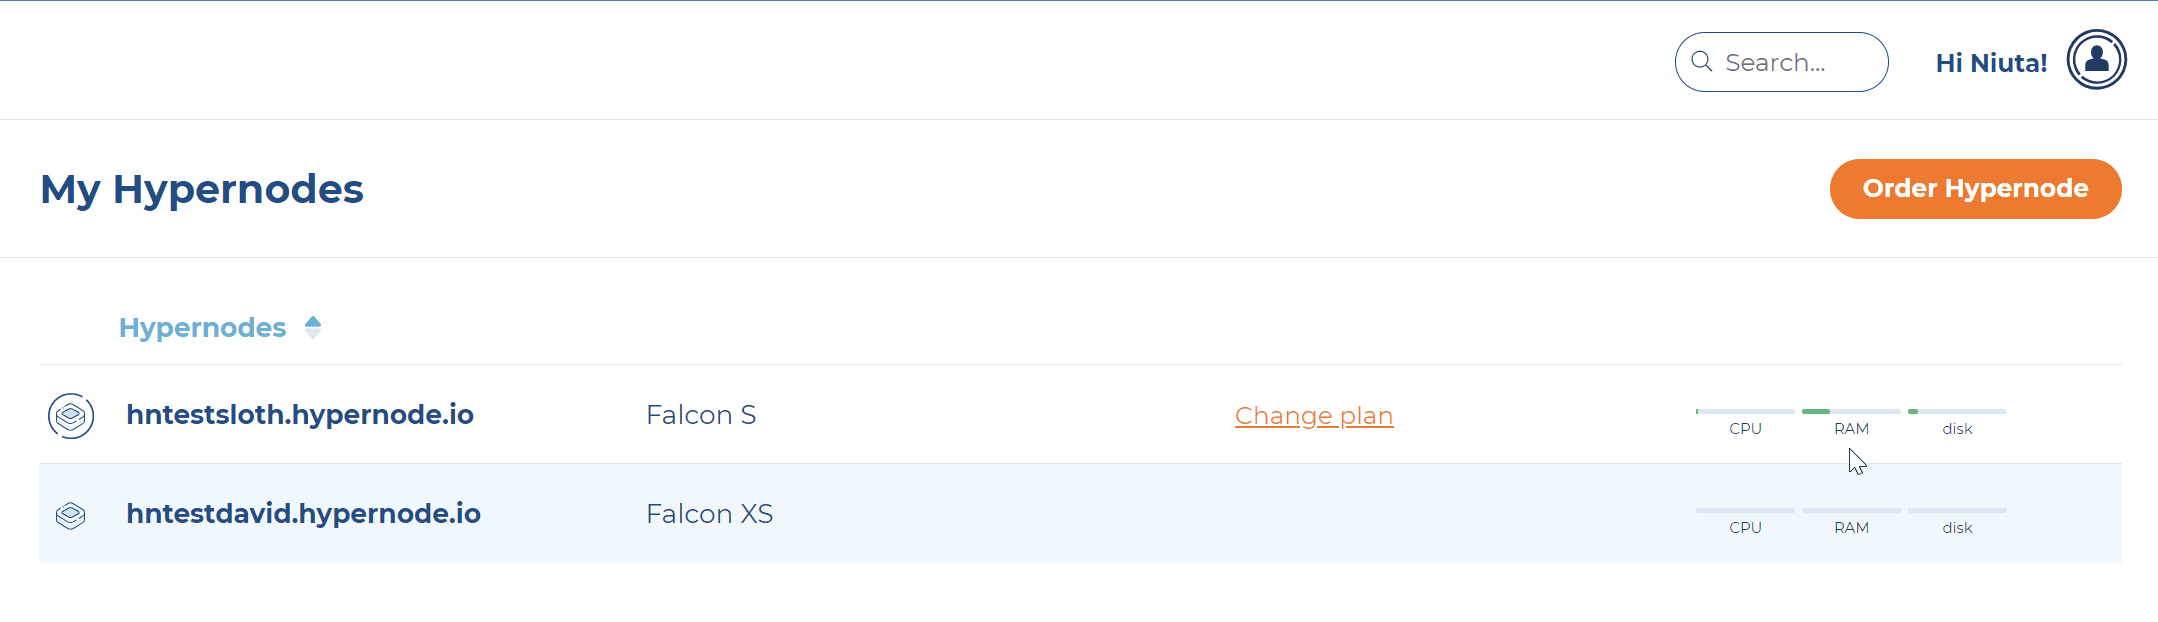 Search...
Hi Niuta!
My Hypernodes
Order Hypernode
Hypernodes
hntestsloth.hypernode.io Falcon S Change plan CPU RAM disk
hntestdavid.hypernode.io Falcon XS CPU RAM disk